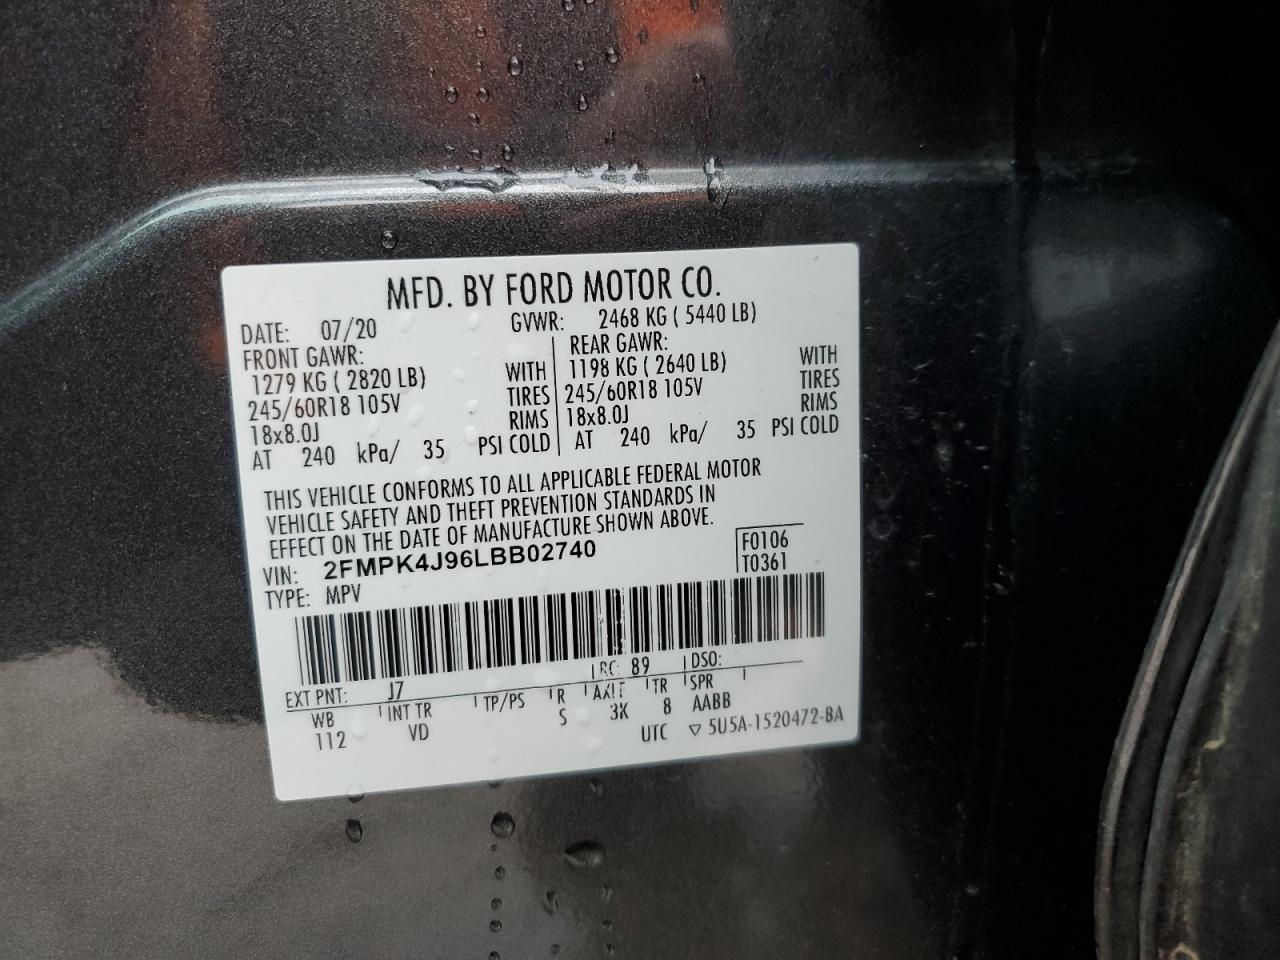 MFD. BY FORD MOTOR CO.
DATE: 07/20 GVWR: 2468 KG ( 5440 LB)
FRONT GAWR: REAR GAWR:
1279 KG ( 2820 LB) WITH 1198 KG ( 2640 LB) WITH
245/60R18 105V TIRES 245/60R18 105V TIRES
18x8.0J RIMS 18x8.0J RIMS
AT 240 kPa/ 35 PSI COLD AT 240 kPa/ 35 PSI COLD
THIS VEHICLE CONFORMS TO ALL APPLICABLE FEDERAL MOTOR
VEHICLE SAFETY AND THEFT PREVENTION STANDARDS IN
EFFECT ON THE DATE OF MANUFACTURE SHOWN ABOVE.
VIN: 2FMPK4J96LBB02740 F0106
TYPE: MPV T0361
EXT PNT: J7 RC: 89 DSO:
WB INT TR TP/PS R AXLE TR SPR
112 VD S 3K 8 AABB
UTC ▽ 5U5A-1520472-BA